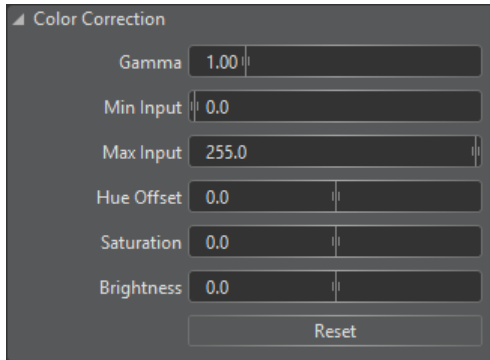 Color Correction
Gamma 1.00
Min Input 0.0
Max Input 255.0
Hue Offset 0.0
Saturation 0.0
Brightness 0.0
Reset